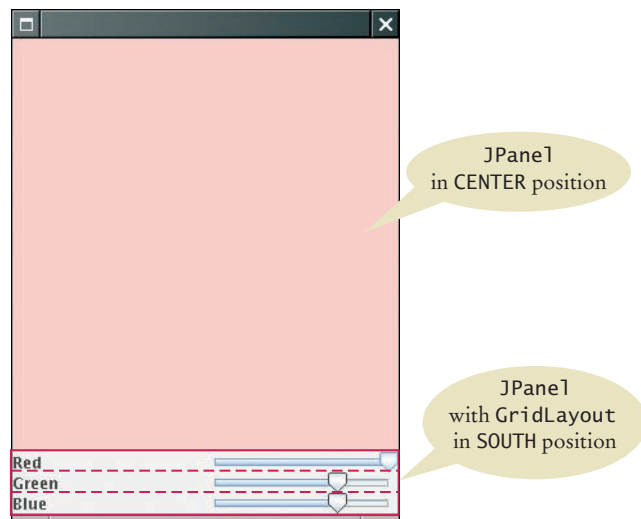 JPanel
in CENTER position
JPanel
with GridLayout
in SOUTH position
Red
Green
Blue